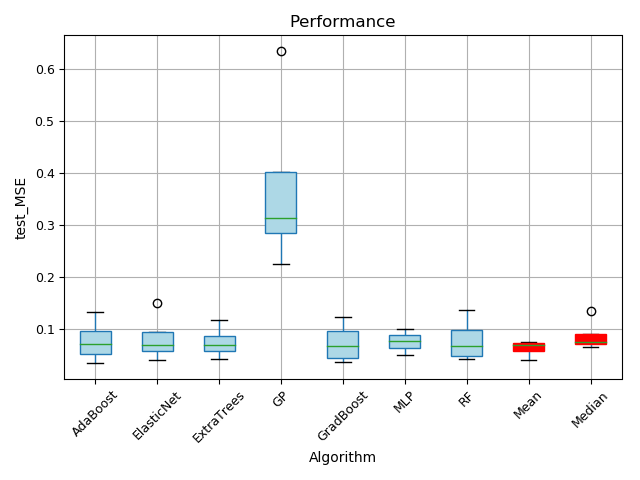 Performance
test_MSE
0.6
0.5
0.4
0.3
0.2
0.1
AdaBoost
ElasticNet
ExtraTrees
GP
GradBoost
MLP
RF
Mean
Median
Algorithm